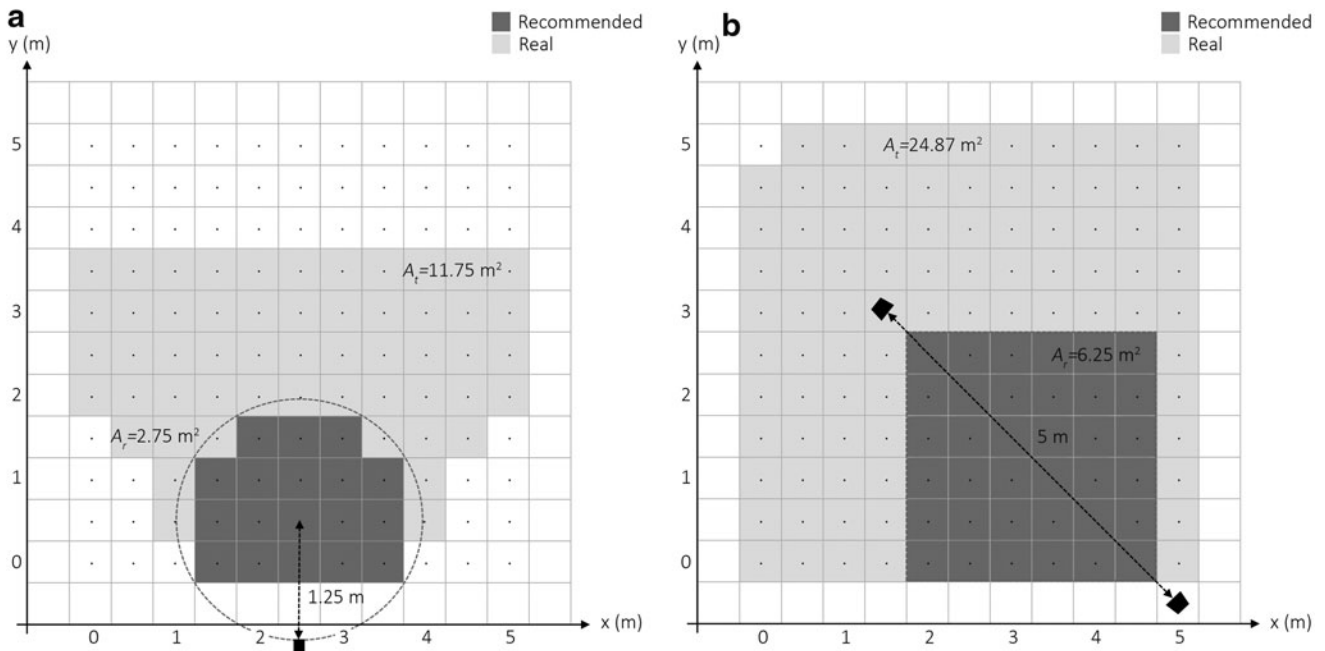 a
Recommended
Real
y (m)
5
4
3
2
1
0
A_t=11.75 m²
A_r=2.75 m²
1.25 m
0 1 2 3 4 5
x (m)
b
Recommended
Real
y (m)
5
4
3
2
1
0
A_t=24.87 m²
A_r=6.25 m²
5 m
0 1 2 3 4 5
x (m)